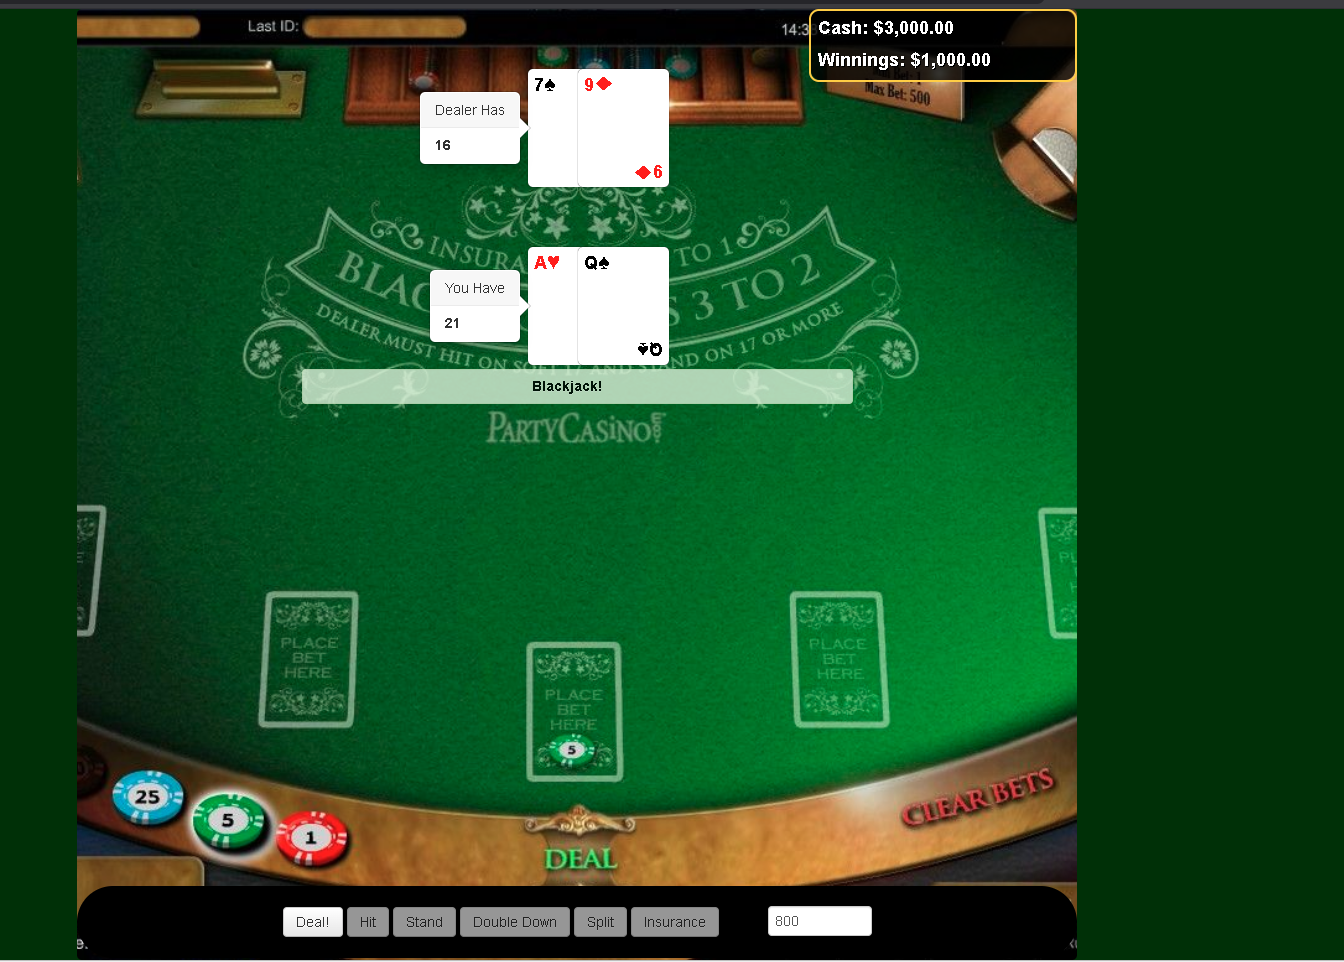 Last ID:
14:3
Cash: $3,000.00
Winnings: $1,000.00
Max Bet: 500
7♠
9♦
9♦
Dealer Has
16
INSURA TO 1
BLAC S 3 TO 2
DEALER MUST HIT ON SOFT 17 AND STAND ON 17 OR MORE
A♥
Q♠
Q♠
You Have
21
Blackjack!
PARTYCASINO.com
PLACE
BET
HERE
PLACE
BET
HERE
PLACE
BET
HERE
5
25
5
1
CLEAR BETS
DEAL
Deal!
Hit
Stand
Double Down
Split
Insurance
800
e.